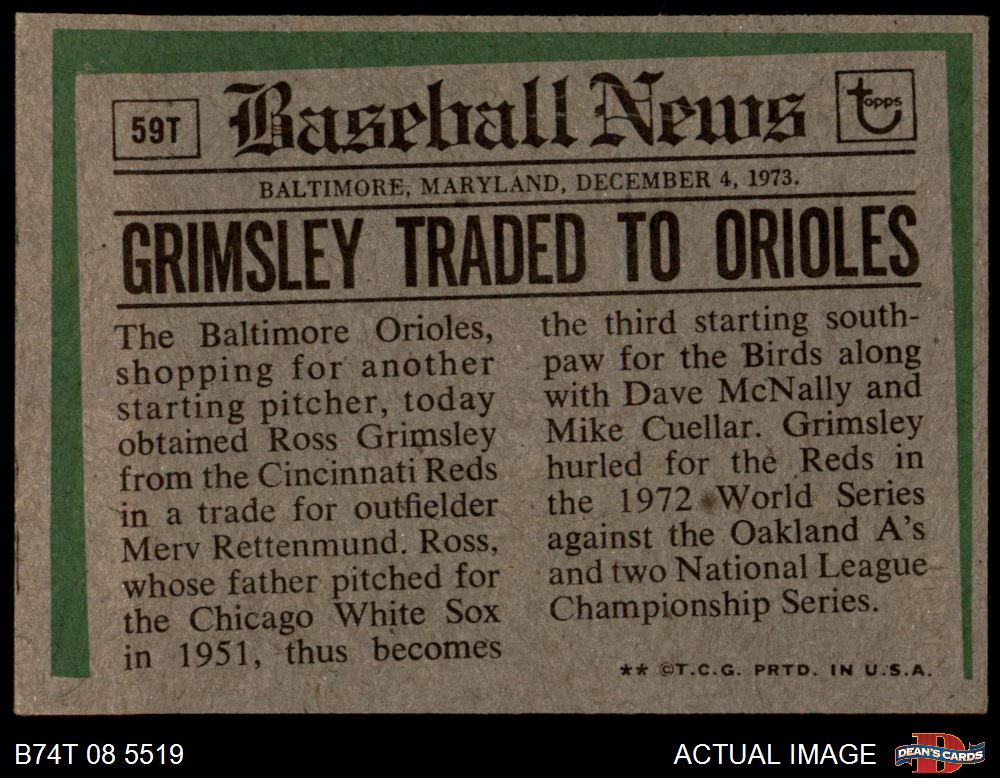 59T
Baseball News
topps
BALTIMORE, MARYLAND, DECEMBER 4, 1973.
GRIMSLEY TRADED TO ORIOLES
The Baltimore Orioles,
shopping for another
starting pitcher, today
obtained Ross Grimsley
from the Cincinnati Reds
in a trade for outfielder
Merv Rettenmund. Ross,
whose father pitched for
the Chicago White Sox
in 1951, thus becomes
the third starting south-
paw for the Birds along
with Dave McNally and
Mike Cuellar. Grimsley
hurled for the Reds in
the 1972 World Series
against the Oakland A's
and two National League
Championship Series.
** ©T.C.G. PRTD. IN U.S.A.
B74T 08 5519
ACTUAL IMAGE
DEAN'S CARDS